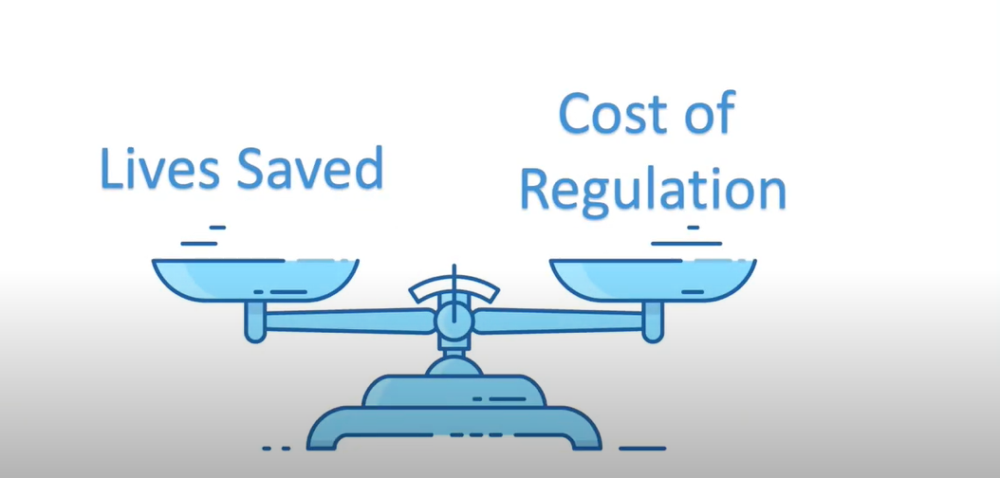 Lives Saved
Cost of
Regulation